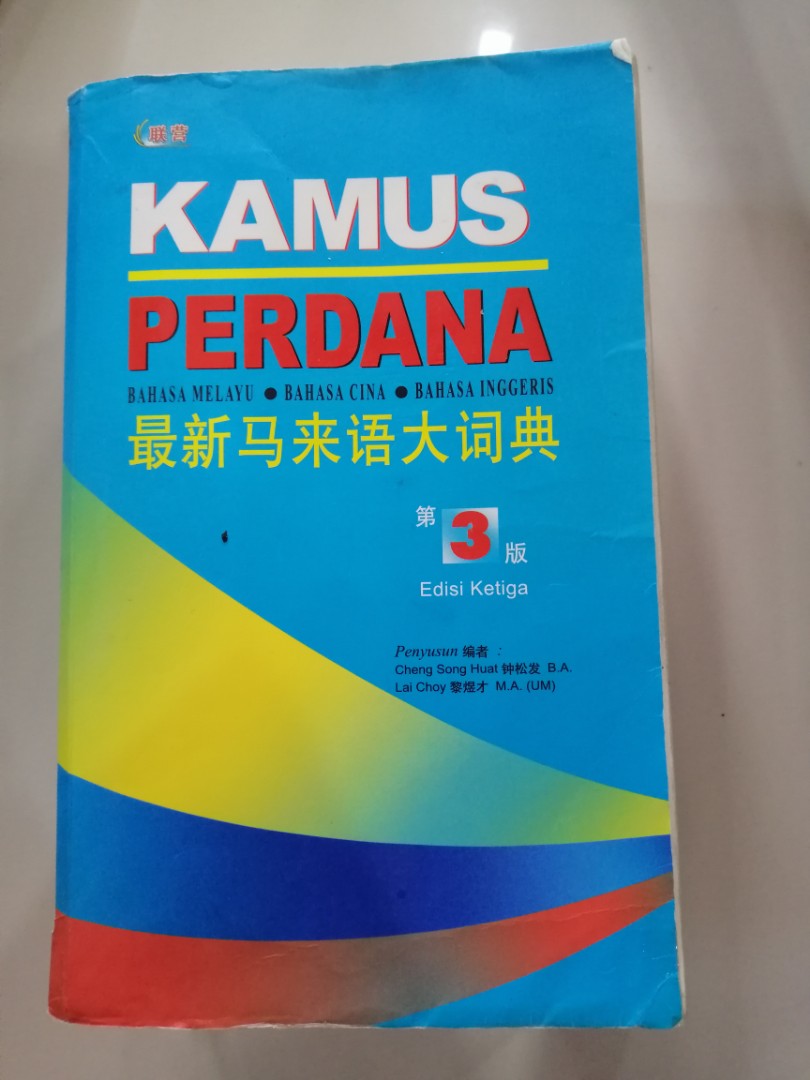 联营
KAMUS
PERDANA
BAHASA MELAYU ● BAHASA CINA ● BAHASA INGGERIS
最新马来语大词典
第 3 版
Edisi Ketiga
Penyusun 编者 :
Cheng Song Huat 钟松发 B.A.
Lai Choy 黎煜才 M.A. (UM)